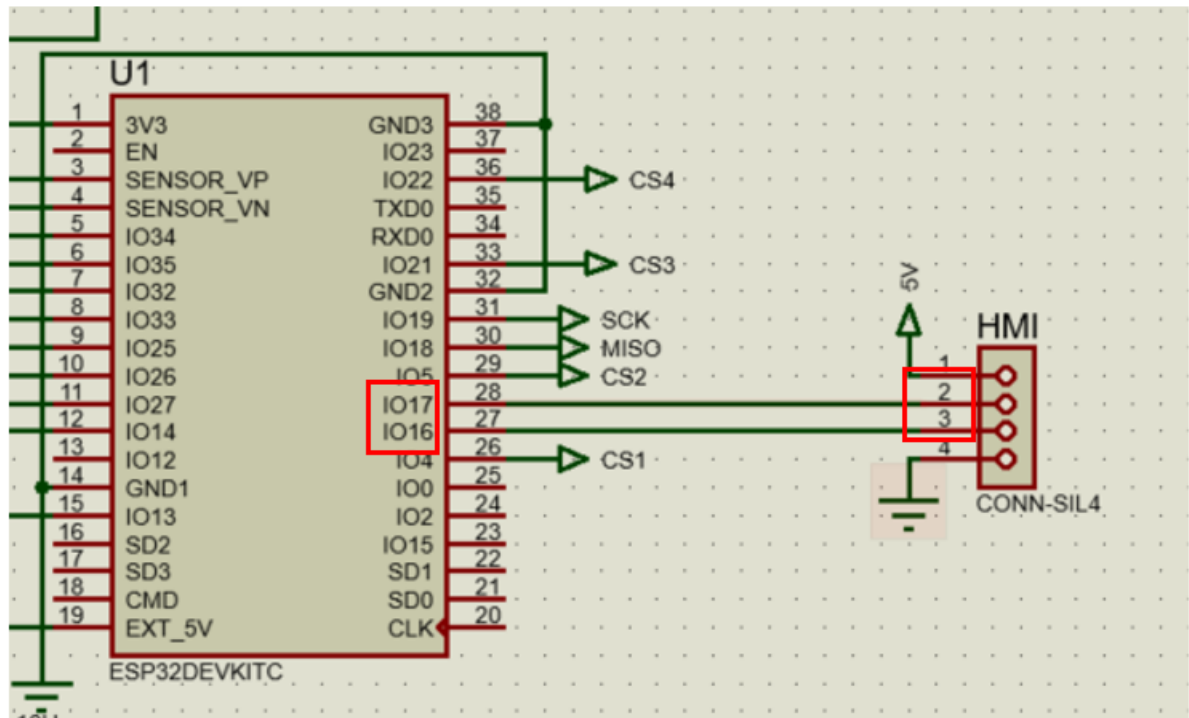 U1
1 3V3 GND3 38
2 EN IO23 37
3 SENSOR_VP IO22 36 CS4
4 SENSOR_VN TXD0 35
5 IO34 RXD0 34
6 IO35 IO21 33 CS3
7 IO32 GND2 32
8 IO33 IO19 31 SCK
9 IO25 IO18 30 MISO
10 IO26 IO5 29 CS2
11 IO27 IO17 28
12 IO14 IO16 27
13 IO12 IO4 26 CS1
14 GND1 IO0 25
15 IO13 IO2 24
16 SD2 IO15 23
17 SD3 SD1 22
18 CMD SD0 21
19 EXT_5V CLK 20
ESP32DEVKITC
5V
HMI
1
2
3
4
CONN-SIL4